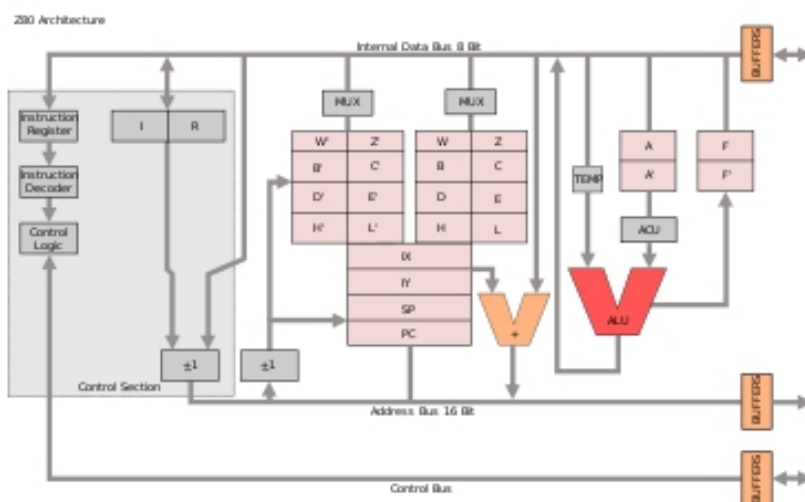 Z80 Architecture
Internal Data Bus 8 Bit
BUFFERS
MUX
MUX
Instruction
Register
I
R
W'
Z'
W
Z
A
F
B'
C'
B
C
Instruction
Decoder
TEMP
A'
F'
D'
E'
D
E
Control
Logic
H'
L'
H
L
ACU
IX
IY
SP
ALU
PC
+
±1
±1
Control Section
BUFFERS
Address Bus 16 Bit
BUFFERS
Control Bus